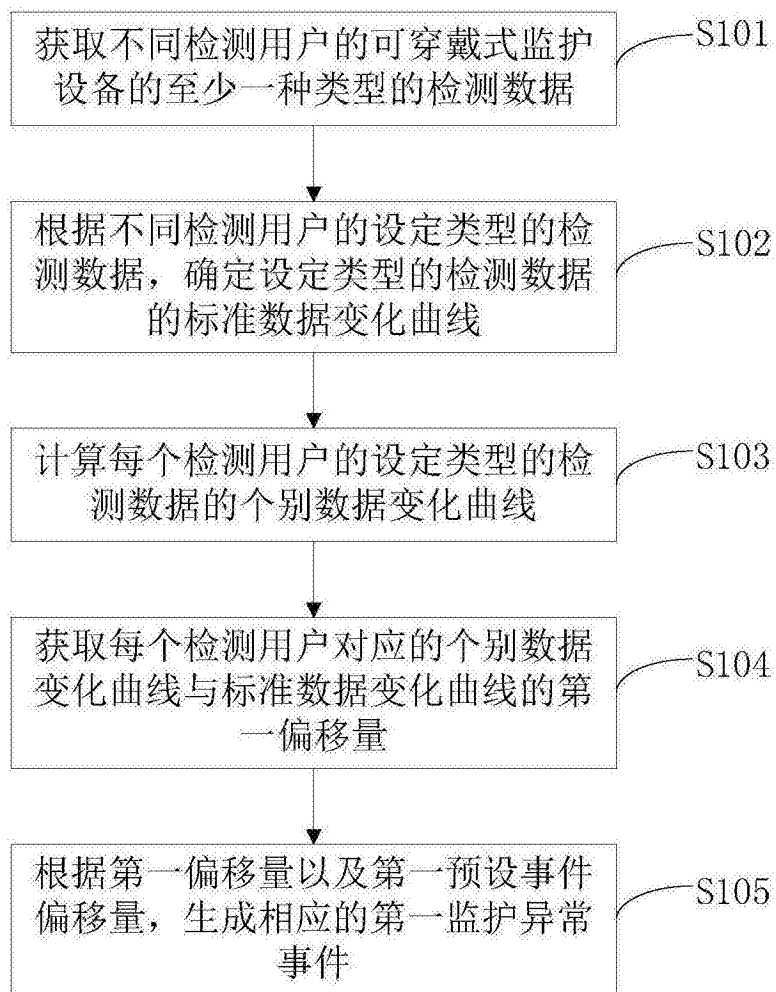 获取不同检测用户的可穿戴式监护
设备的至少一种类型的检测数据
S101
根据不同检测用户的设定类型的检
测数据，确定设定类型的检测数据
的标准数据变化曲线
S102
计算每个检测用户的设定类型的检
测数据的个别数据变化曲线
S103
获取每个检测用户对应的个别数据
变化曲线与标准数据变化曲线的第
一偏移量
S104
根据第一偏移量以及第一预设事件
偏移量，生成相应的第一监护异常
事件
S105